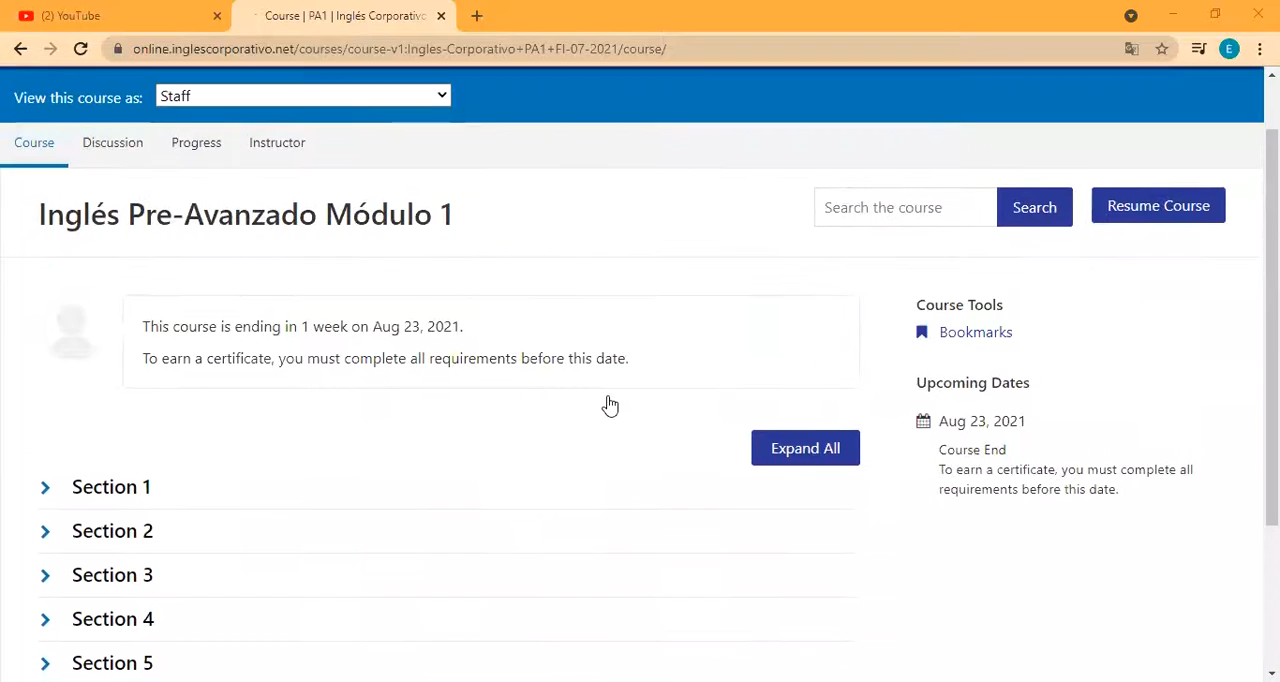 (2) YouTube
Course | PA1 | Inglés Corporativo
online.inglescorporativo.net/courses/course-v1:Ingles-Corporativo+PA1+FI-07-2021/course/
E
View this course as: Staff
Course Discussion Progress Instructor
Inglés Pre-Avanzado Módulo 1
Search the course Search Resume Course
This course is ending in 1 week on Aug 23, 2021.
To earn a certificate, you must complete all requirements before this date.
Course Tools
Bookmarks
Upcoming Dates
Aug 23, 2021
Course End
To earn a certificate, you must complete all
requirements before this date.
Expand All
Section 1
Section 2
Section 3
Section 4
Section 5